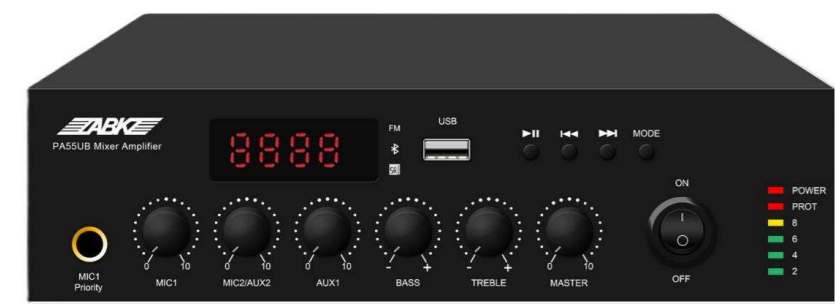 ABK
PA55UB Mixer Amplifier
8888
FM
USB
MODE
MIC1
Priority
0 10
MIC1
0 10
MIC2/AUX2
0 10
AUX1
- +
BASS
- +
TREBLE
0 10
MASTER
ON
OFF
POWER
PROT
8
6
4
2